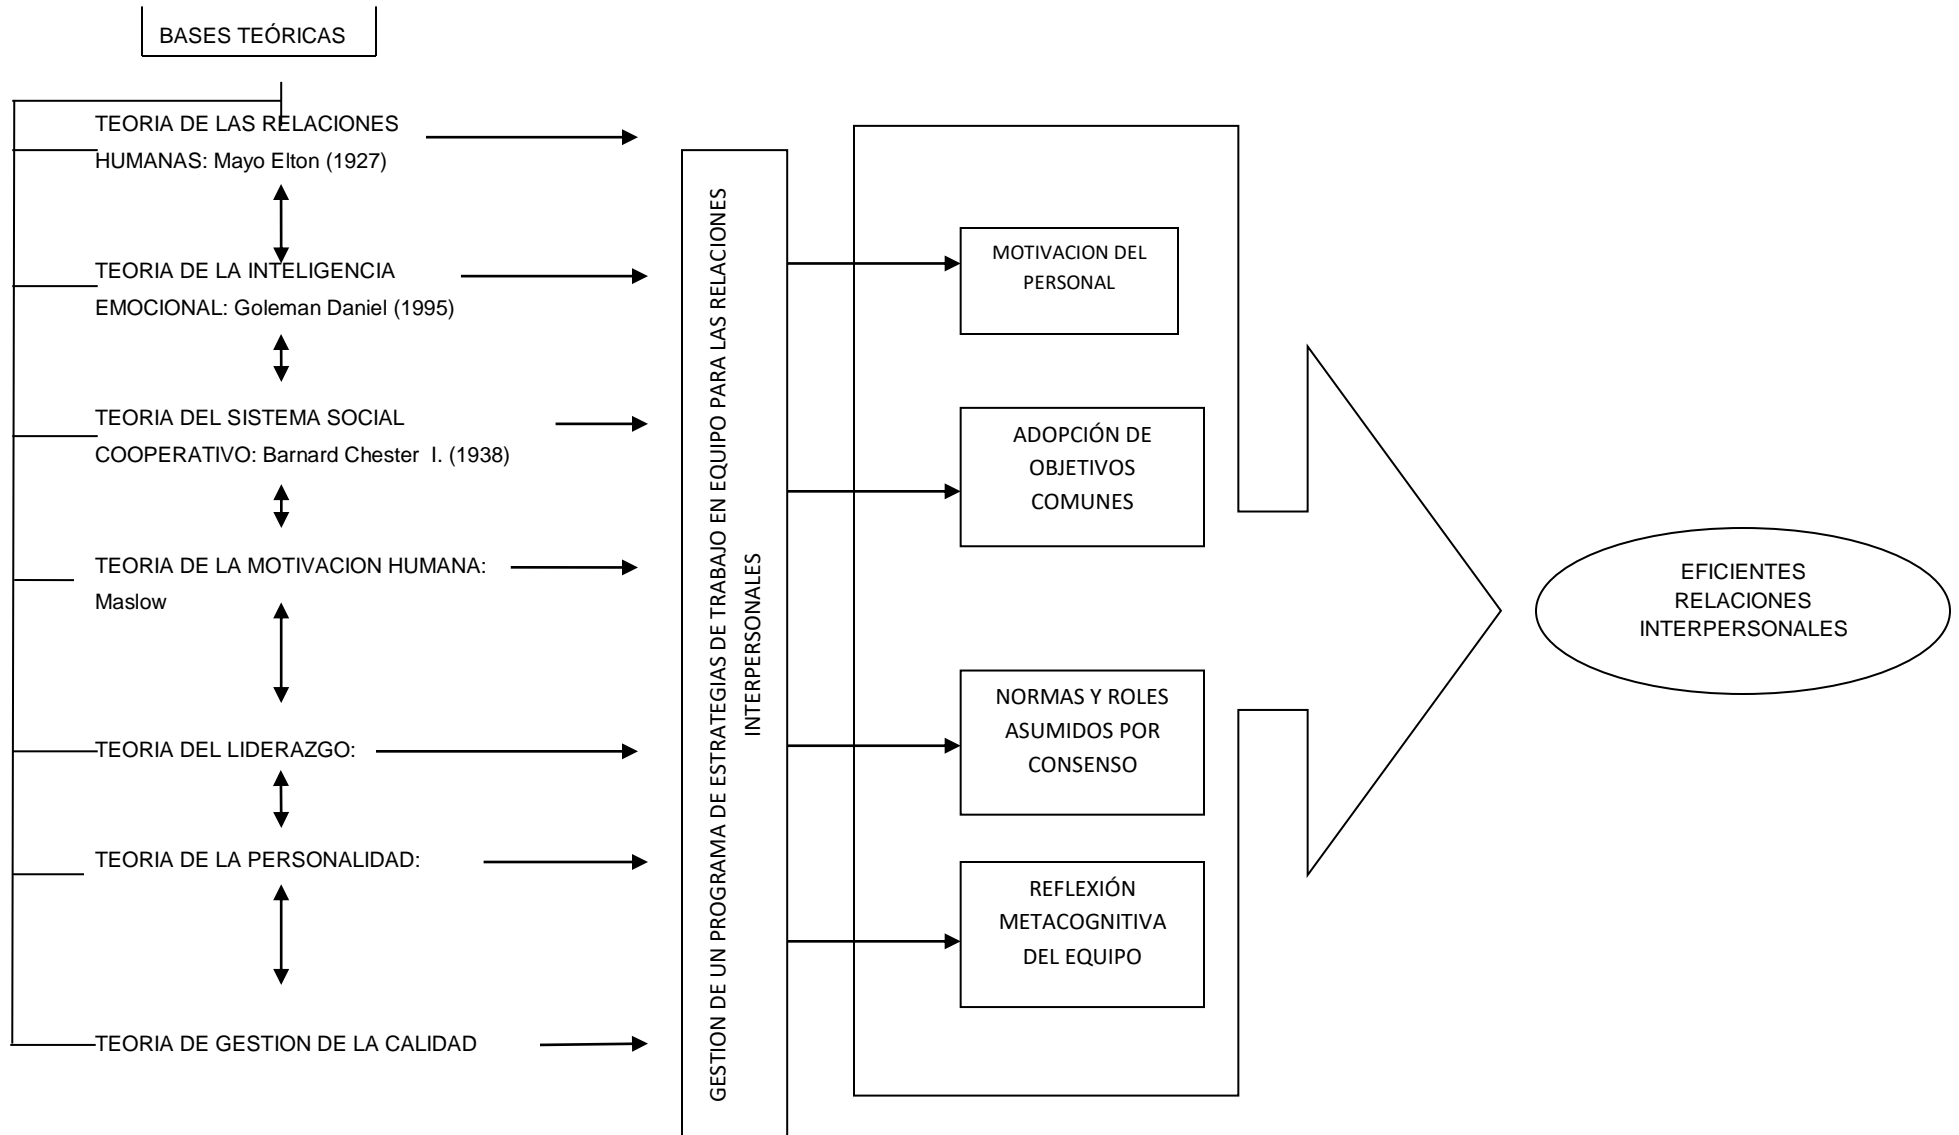 BASES TEÓRICAS
TEORIA DE LAS RELACIONES
HUMANAS: Mayo Elton (1927)
TEORIA DE LA INTELIGENCIA
EMOCIONAL: Goleman Daniel (1995)
TEORIA DEL SISTEMA SOCIAL
COOPERATIVO: Barnard Chester I. (1938)
TEORIA DE LA MOTIVACION HUMANA:
Maslow
TEORIA DEL LIDERAZGO:
TEORIA DE LA PERSONALIDAD:
TEORIA DE GESTION DE LA CALIDAD
GESTION DE UN PROGRAMA DE ESTRATEGIAS DE TRABAJO EN EQUIPO PARA LAS RELACIONES
INTERPERSONALES
MOTIVACION DEL
PERSONAL
ADOPCIÓN DE
OBJETIVOS
COMUNES
NORMAS Y ROLES
ASUMIDOS POR
CONSENSO
REFLEXIÓN
METACOGNITIVA
DEL EQUIPO
EFICIENTES
RELACIONES
INTERPERSONALES